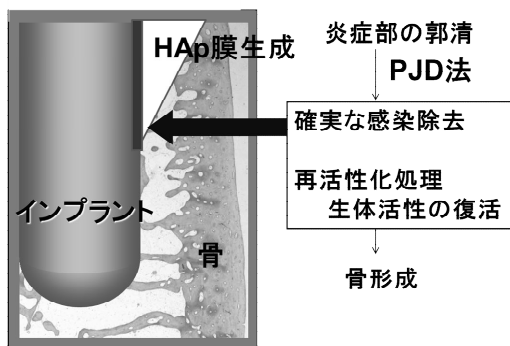 HAp膜生成
インプラント
骨
炎症部の郭清
PJD法
確実な感染除去
再活性化処理
生体活性の復活
骨形成